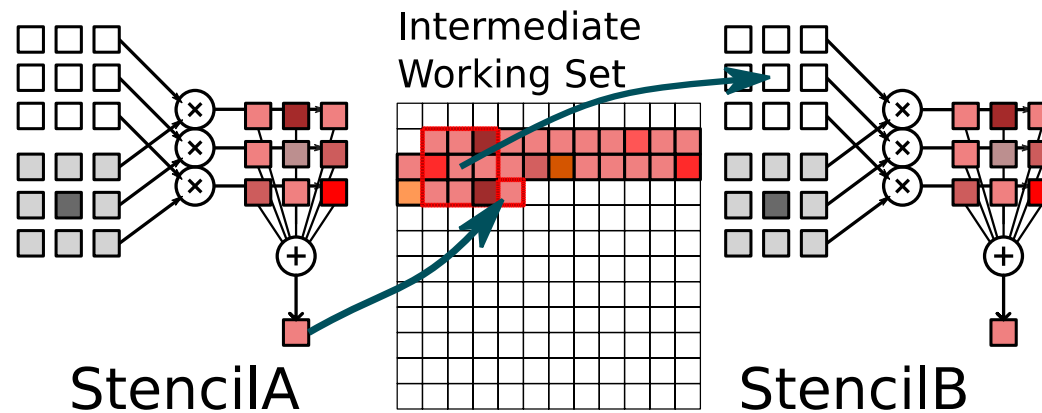 Intermediate
Working Set
×
×
×
+
×
×
×
+
StencilA
StencilB